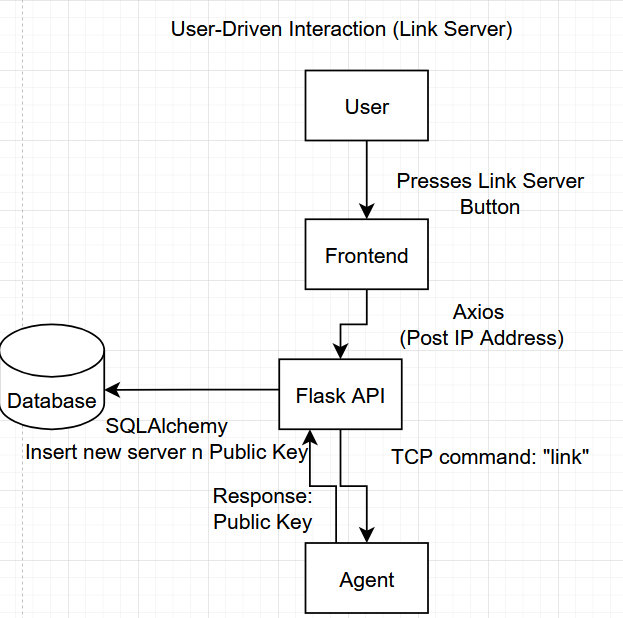 User-Driven Interaction (Link Server)
User
Presses Link Server
Button
Frontend
Axios
(Post IP Address)
Flask API
Database
SQLAlchemy
Insert new server n Public Key
TCP command: "link"
Response:
Public Key
Agent